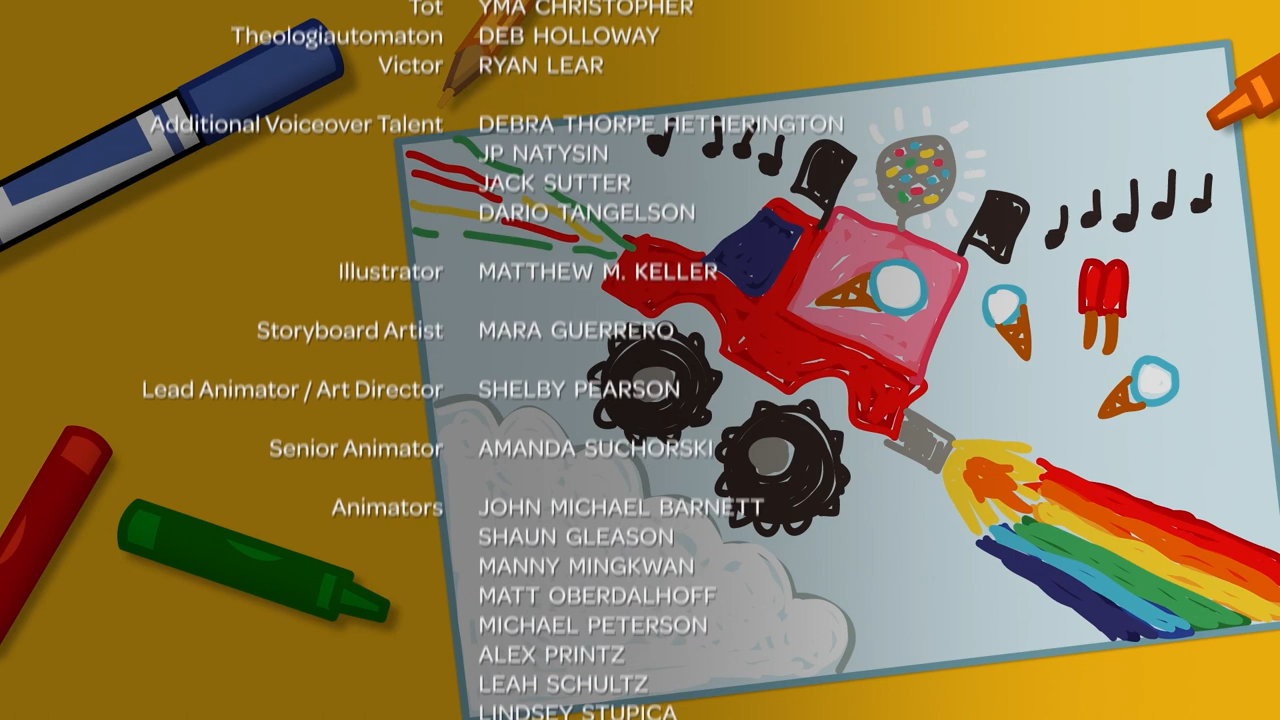 Tot YMA CHRISTOPHER
Theologiautomaton DEB HOLLOWAY
Victor RYAN LEAR
Additional Voiceover Talent DEBRA THORPE HETHERINGTON
JP NATYSIN
JACK SUTTER
DARIO TANGELSON
Illustrator MATTHEW M. KELLER
Storyboard Artist MARA GUERRERO
Lead Animator / Art Director SHELBY PEARSON
Senior Animator AMANDA SUCHORSKI
Animators JOHN MICHAEL BARNETT
SHAUN GLEASON
MANNY MINGKWAN
MATT OBERDALHOFF
MICHAEL PETERSON
ALEX PRINTZ
LEAH SCHULTZ
LINDSEY STUPICA